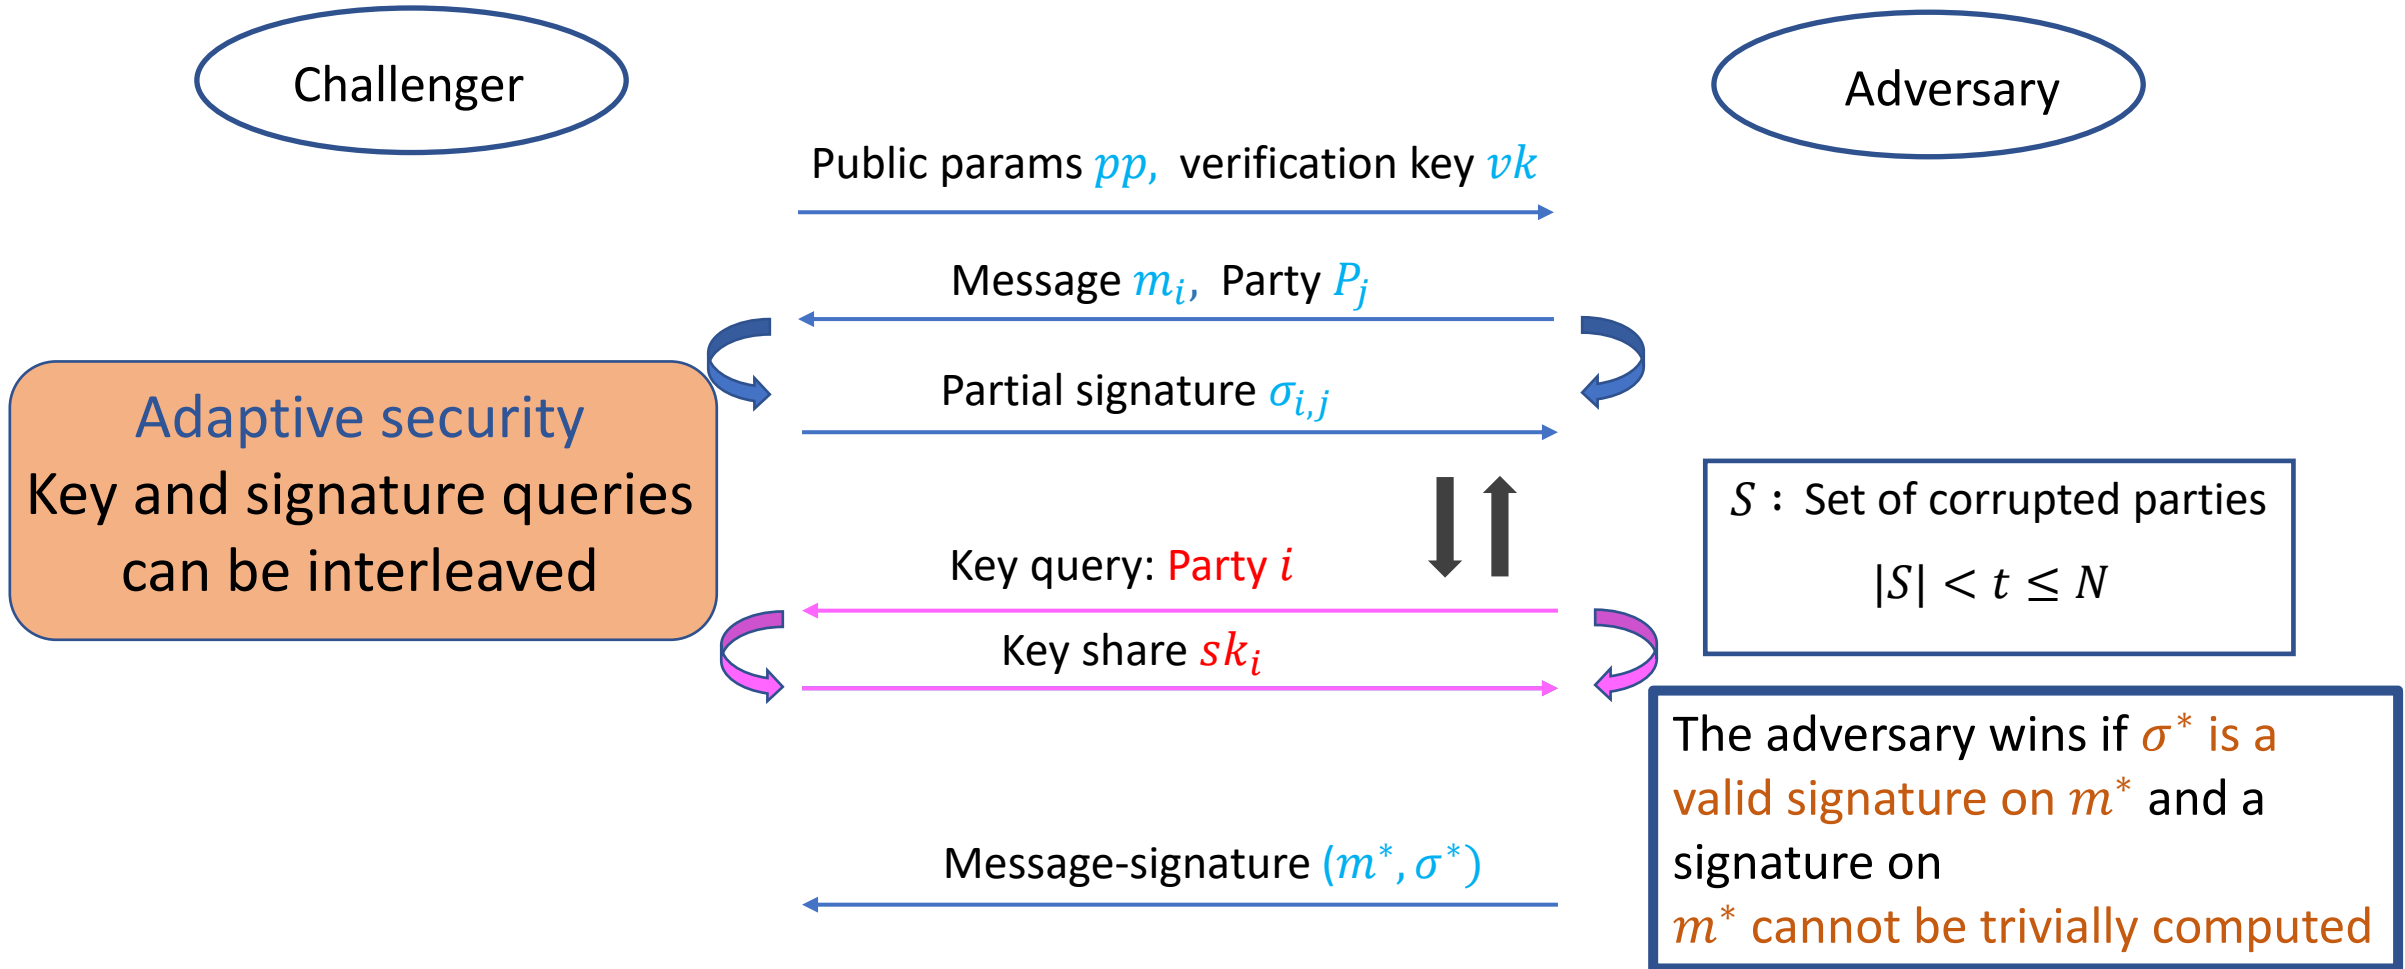 Challenger
Adversary
Public params pp, verification key vk
Message m_i, Party P_j
Partial signature σ_{i,j}
Adaptive security
Key and signature queries
can be interleaved
S : Set of corrupted parties
|S| < t ≤ N
Key query: Party i
Key share sk_i
The adversary wins if σ* is a
valid signature on m* and a
signature on
m* cannot be trivially computed
Message-signature (m*, σ*)